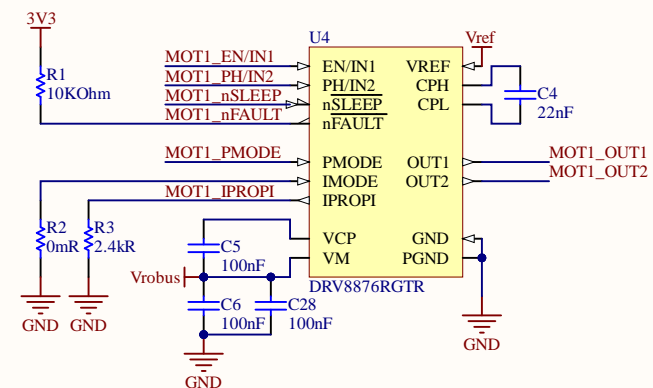 3V3
U4
Vref
R1
10KOhm
MOT1_EN/IN1
MOT1_PH/IN2
MOT1_nSLEEP
MOT1_nFAULT
EN/IN1
PH/IN2
nSLEEP
nFAULT
VREF
CPH
CPL
C4
22nF
MOT1_PMODE
PMODE
IMODE
IPROPI
OUT1
OUT2
MOT1_OUT1
MOT1_OUT2
MOT1_IPROPI
R2
0mR
R3
2.4kR
C5
100nF
VCP
VM
GND
PGND
Vrobus
DRV8876RGTR
C6
100nF
C28
100nF
GND
GND
GND
GND